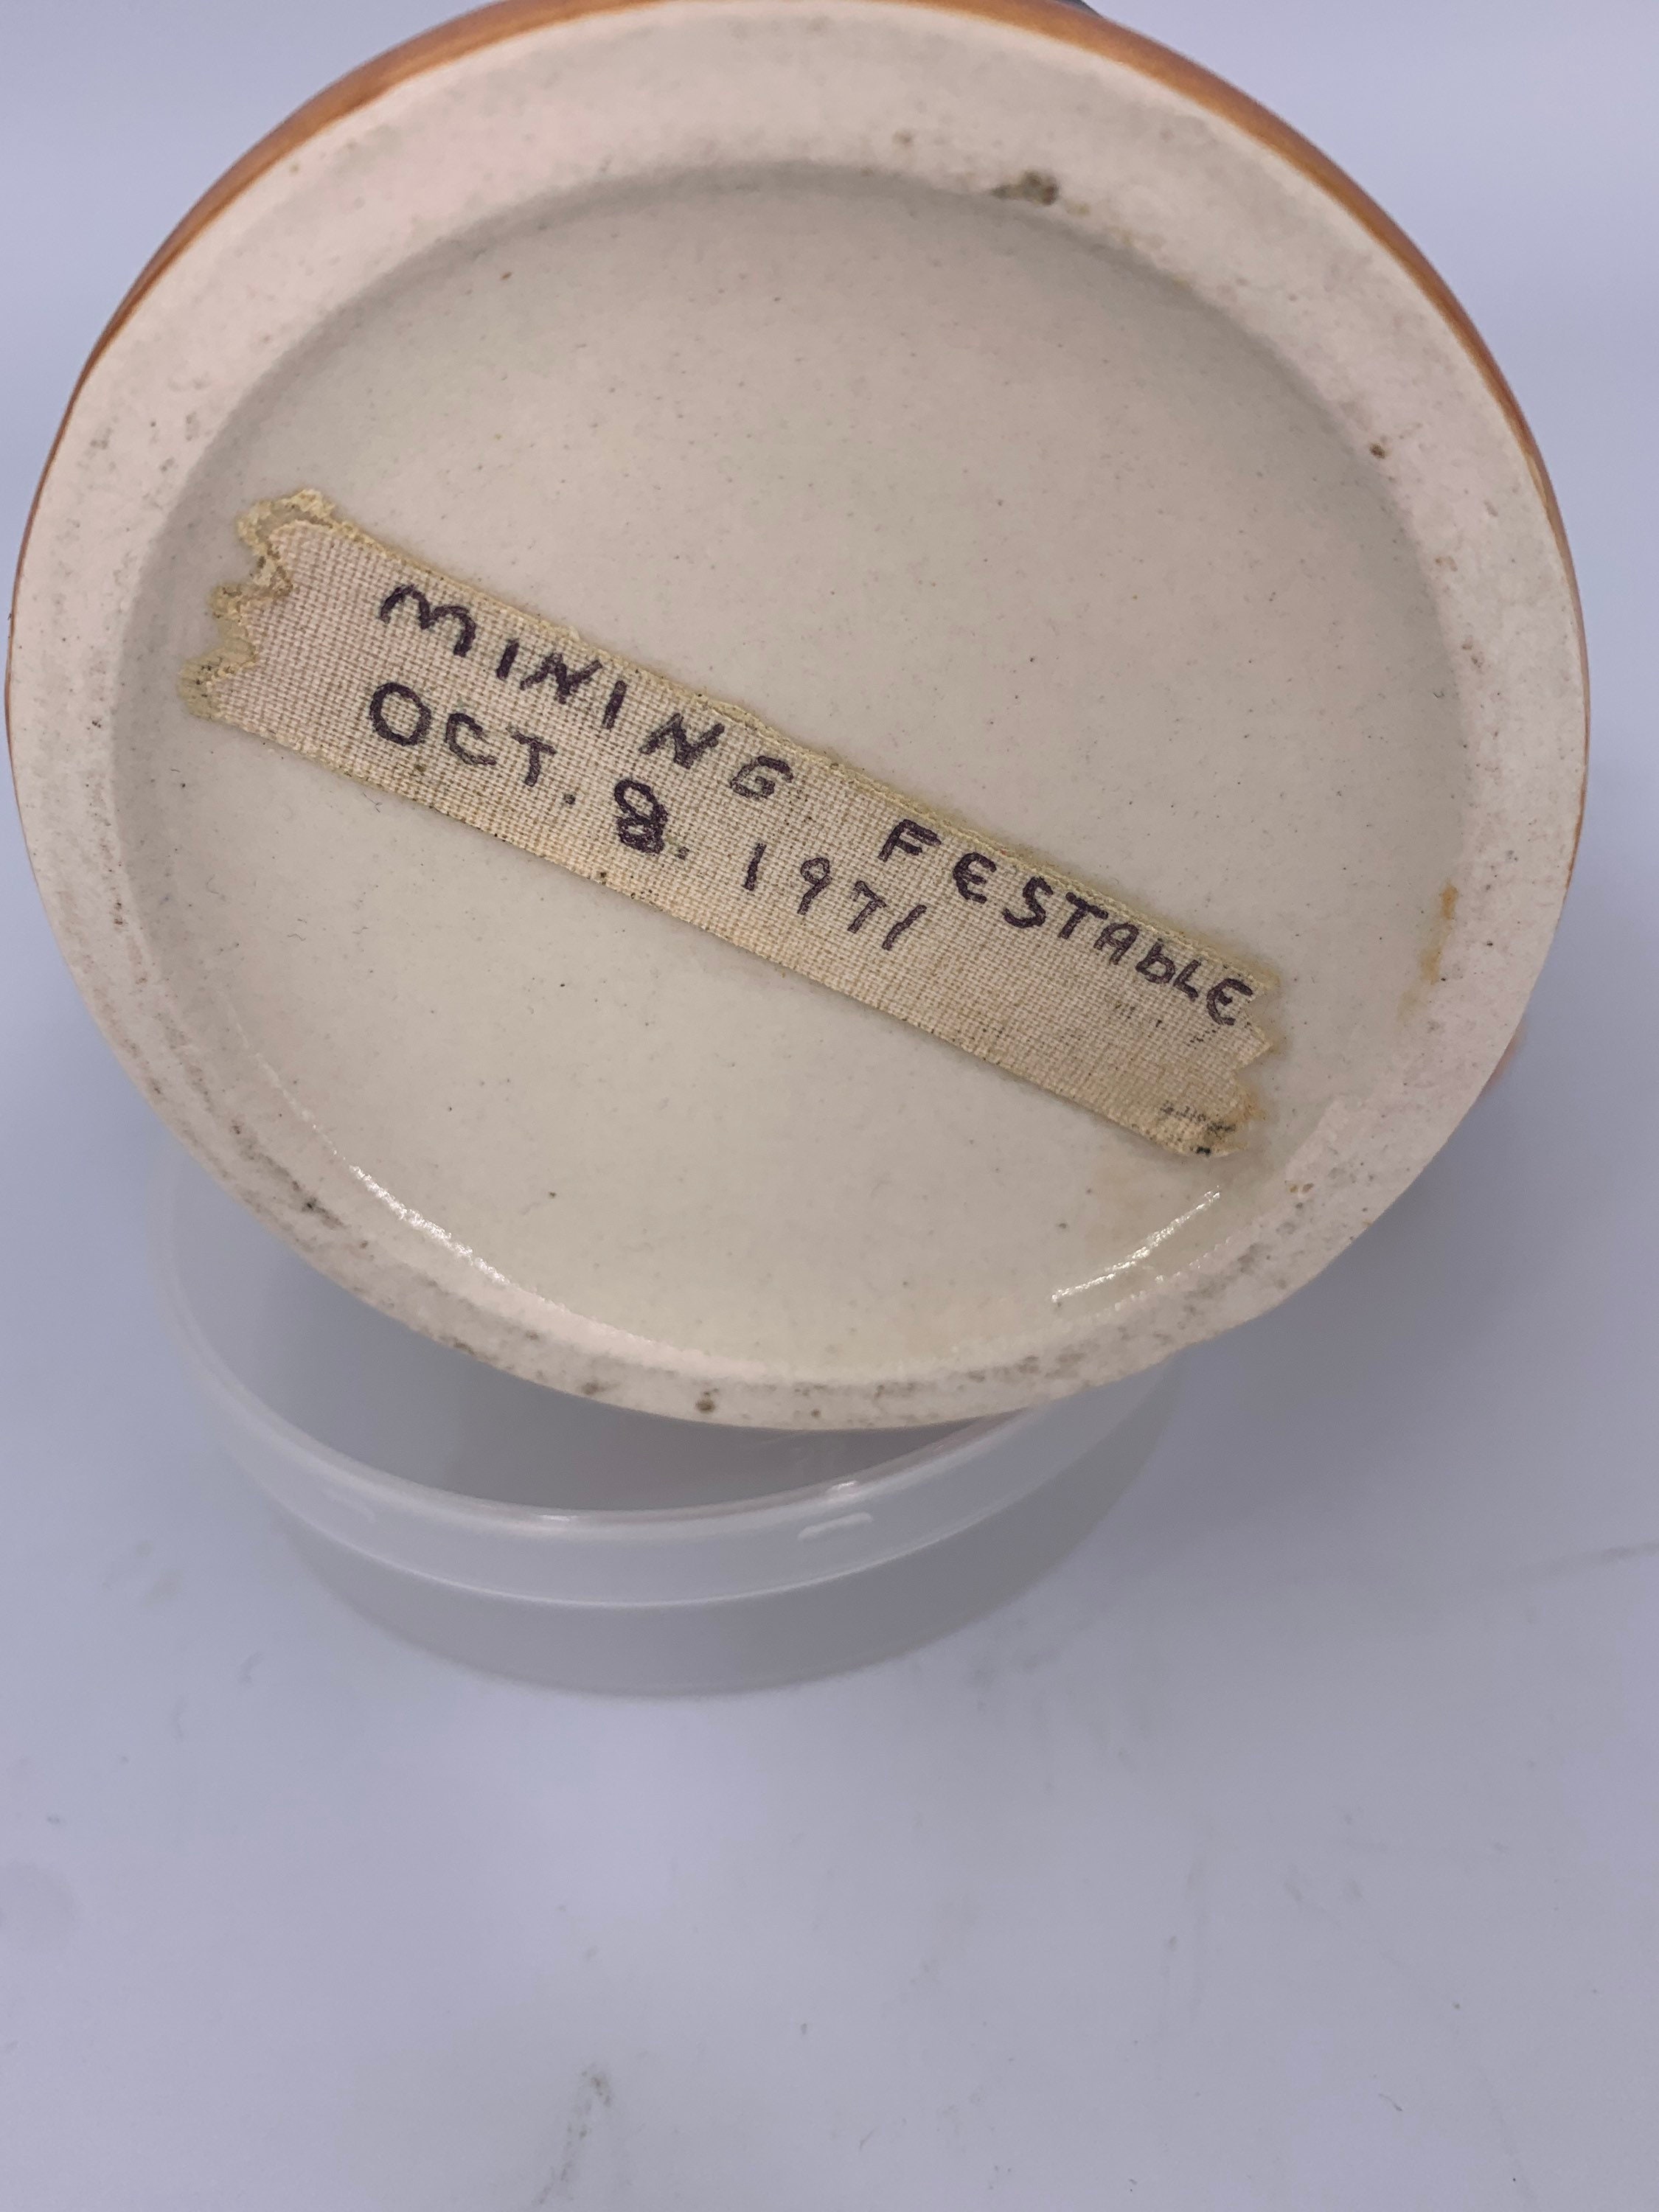 MINING FESTABLE
OCT. 8. 1971